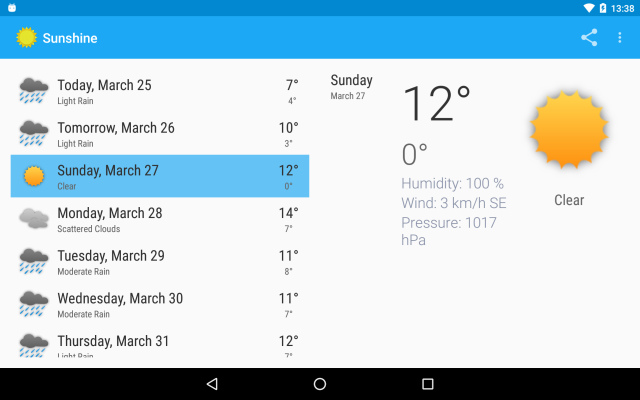 13:38
Sunshine
Today, March 25
7°
Light Rain
4°
Tomorrow, March 26
10°
Light Rain
3°
Sunday, March 27
12°
Clear
0°
Monday, March 28
14°
Scattered Clouds
7°
Tuesday, March 29
11°
Moderate Rain
8°
Wednesday, March 30
11°
Moderate Rain
7°
Thursday, March 31
12°
Light Rain
7°
Sunday
March 27
12°
0°
Humidity: 100 %
Wind: 3 km/h SE
Pressure: 1017
hPa
Clear